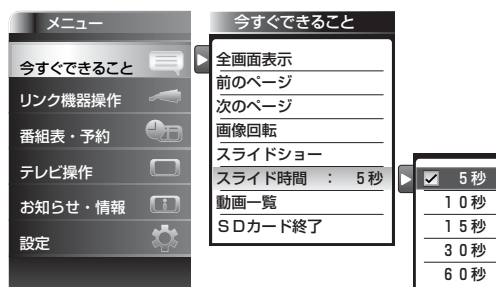 メニュー
今すぐできること
リンク機器操作
番組表・予約
テレビ操作
お知らせ・情報
設定
今すぐできること
全画面表示
前のページ
次のページ
画像回転
スライドショー
スライド時間 ： 5秒
動画一覧
ＳＤカード終了
5秒
１０秒
１５秒
３０秒
６０秒